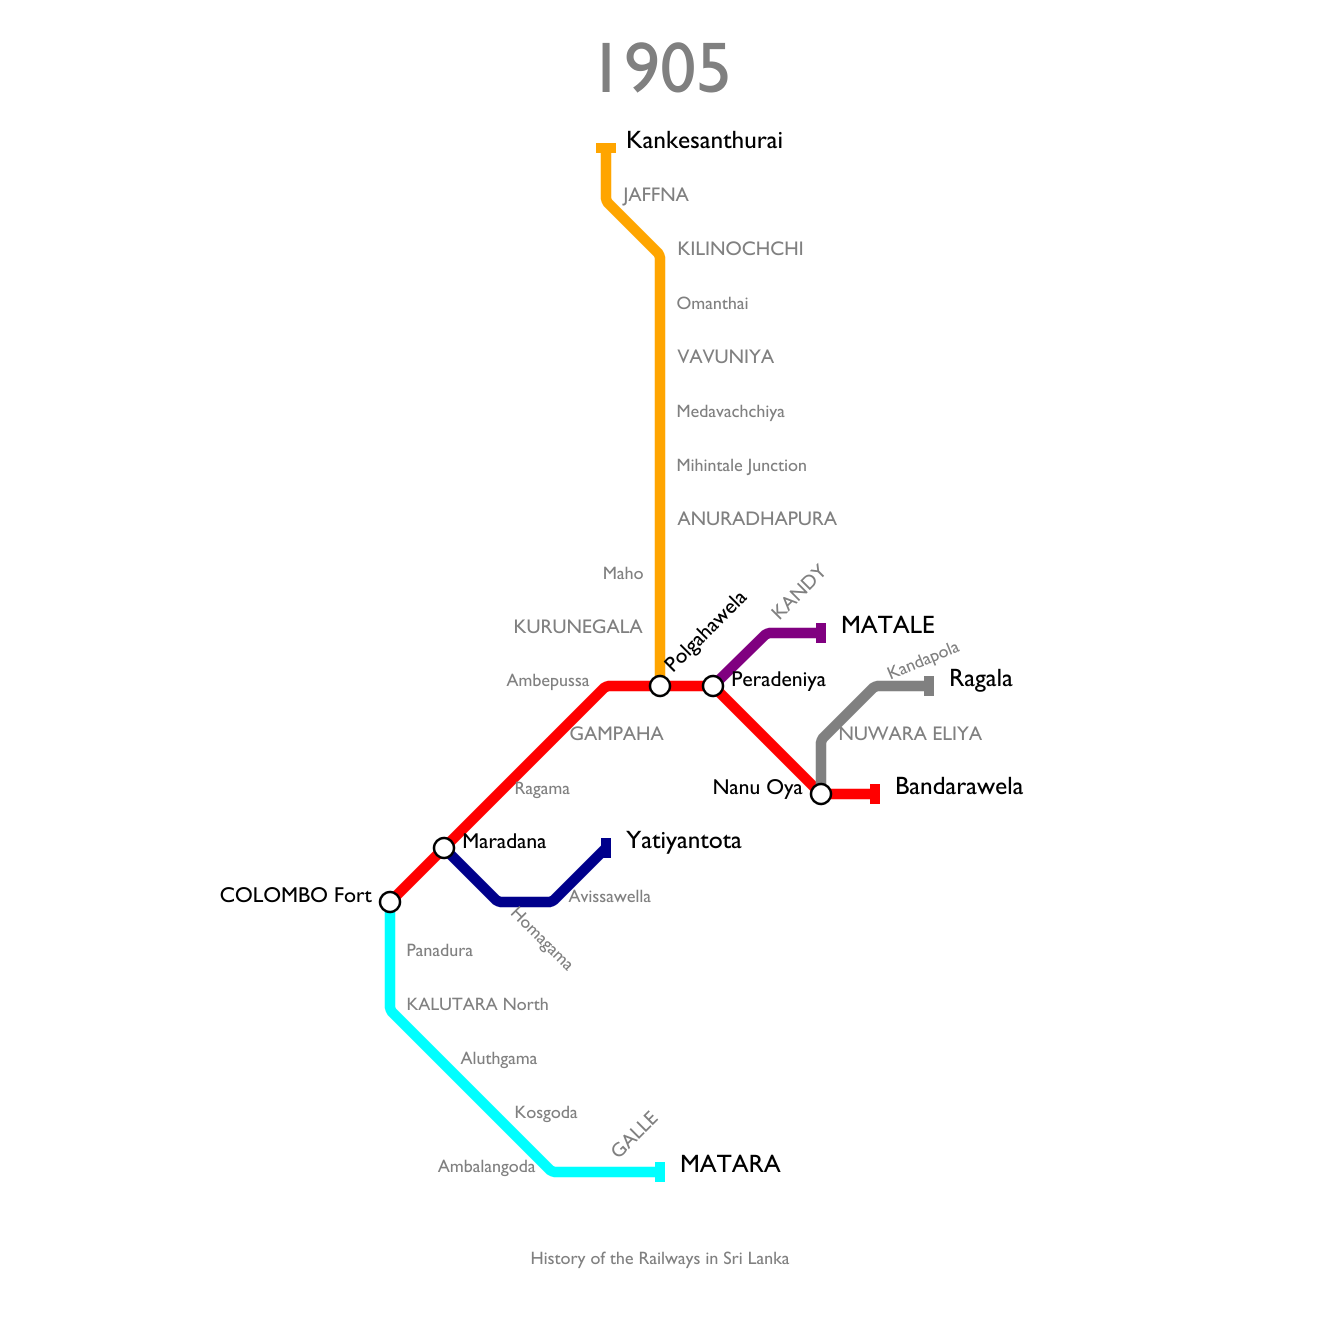 1905
Kankesanthurai
JAFFNA
KILINOCHCHI
Omanthai
VAVUNIYA
Medavachchiya
Mihintale Junction
ANURADHAPURA
Maho
KANDY
KURUNEGALA
Polgahawela
MATALE
Ambepussa
Peradeniya
Kandapola
Ragala
GAMPAHA
NUWARA ELIYA
Ragama
Nanu Oya
Bandarawela
Maradana
Yatiyantota
COLOMBO Fort
Avissawella
Homagama
Panadura
KALUTARA North
Aluthgama
Kosgoda
GALLE
Ambalangoda
MATARA
History of the Railways in Sri Lanka